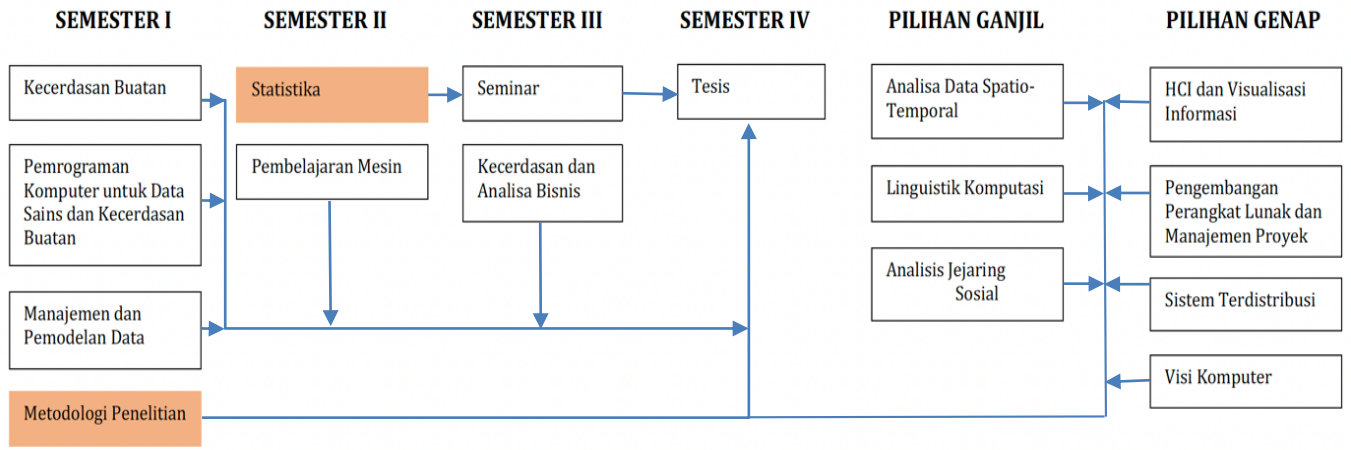 SEMESTER I
SEMESTER II
SEMESTER III
SEMESTER IV
PILIHAN GANJIL
PILIHAN GENAP
Kecerdasan Buatan
Pemrograman
Komputer untuk Data
Sains dan Kecerdasan
Buatan
Manajemen dan
Pemodelan Data
Metodologi Penelitian
Statistika
Pembelajaran Mesin
Seminar
Kecerdasan dan
Analisa Bisnis
Tesis
Analisa Data Spatio-
Temporal
Linguistik Komputasi
Analisis Jejaring
Sosial
HCI dan Visualisasi
Informasi
Pengembangan
Perangkat Lunak dan
Manajemen Proyek
Sistem Terdistribusi
Visi Komputer